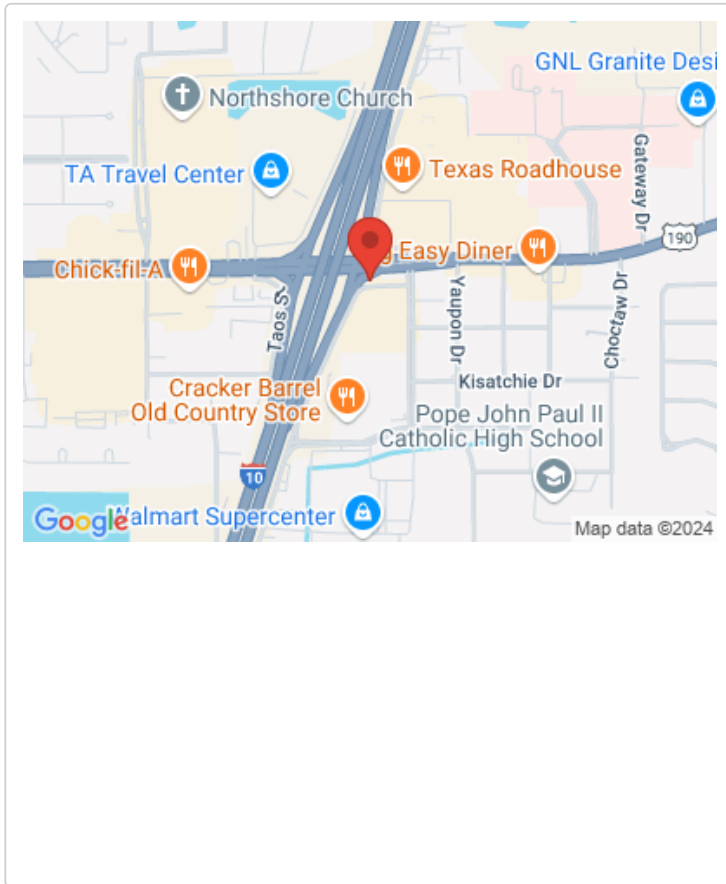 GNL Granite Desi
Northshore Church
TA Travel Center
Texas Roadhouse
Gateway Dr
190
g Easy Diner
Chick-fil-A
Taos St
Yaupon Dr
Choctaw Dr
Kisatchie Dr
Cracker Barrel
Old Country Store
Pope John Paul II
Catholic High School
10
Walmart Supercenter
Google
Map data ©2024